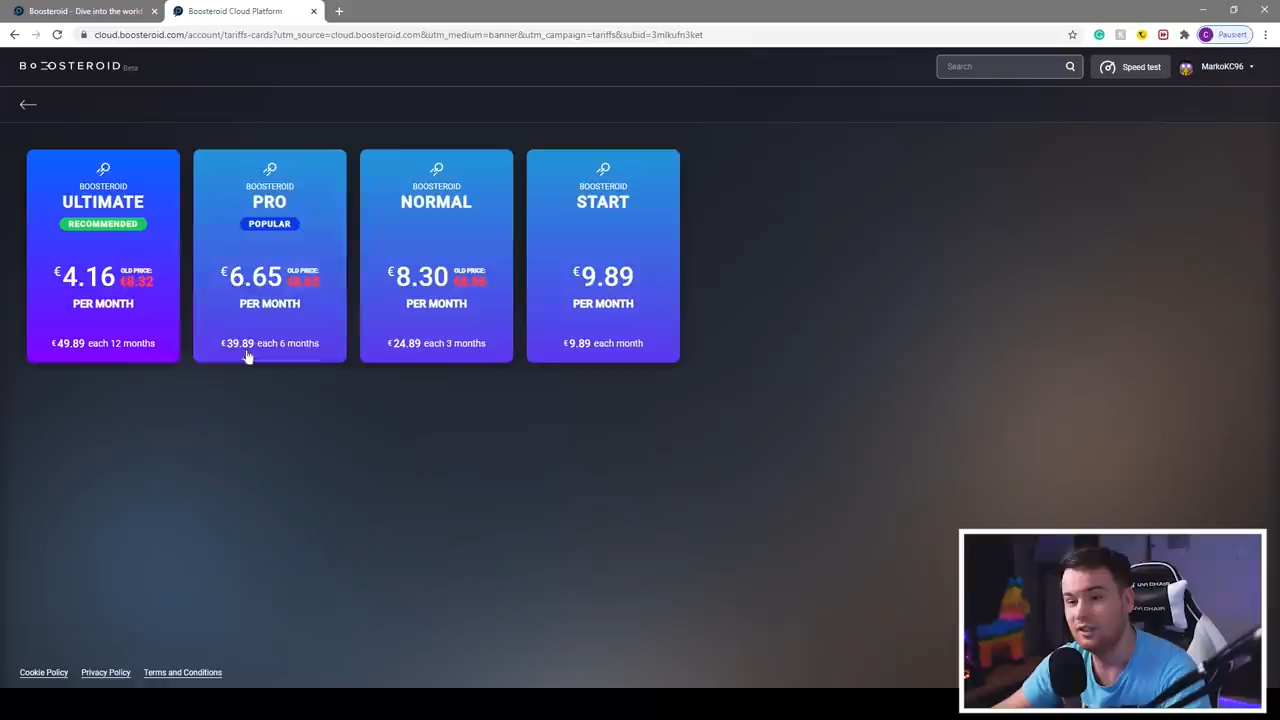 Boosteroid - Dive into the world
Boosteroid Cloud Platform
cloud.boosteroid.com/account/tariffs-cards?utm_source=cloud.boosteroid.com&utm_medium=banner&utm_campaign=tariffs&subid=3mlkufn3ket
Pausiert
BOOSTEROID Beta
Search
Speed test
MarkoKC96
BOOSTEROID
ULTIMATE
RECOMMENDED
€4.16 OLD PRICE: €8.32
PER MONTH
€49.89 each 12 months
BOOSTEROID
PRO
POPULAR
€6.65 OLD PRICE:
PER MONTH
€39.89 each 6 months
BOOSTEROID
NORMAL
€8.30 OLD PRICE:
PER MONTH
€24.89 each 3 months
BOOSTEROID
START
€9.89
PER MONTH
€9.89 each month
Cookie Policy
Privacy Policy
Terms and Conditions